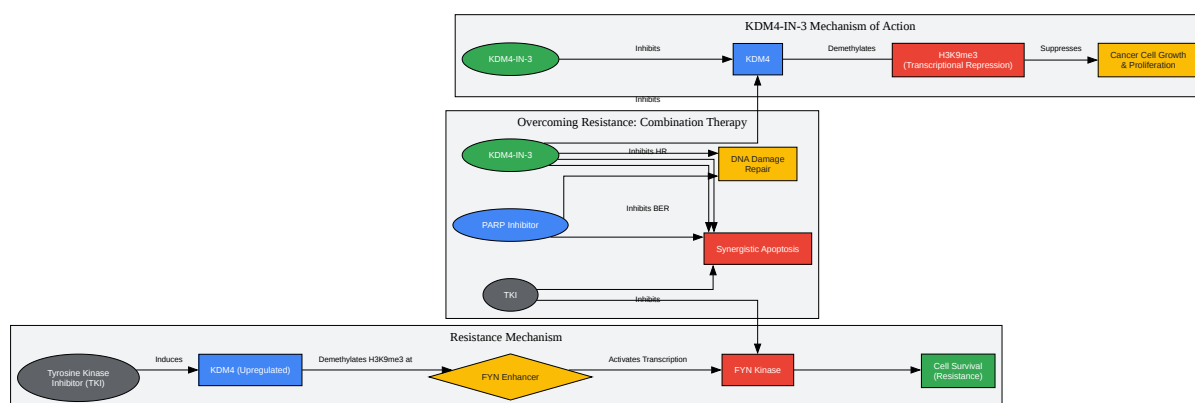 KDM4-IN-3 Mechanism of Action
KDM4-IN-3
Inhibits
KDM4
Demethylates
H3K9me3
(Transcriptional Repression)
Suppresses
Cancer Cell Growth
& Proliferation
Inhibits
Overcoming Resistance: Combination Therapy
KDM4-IN-3
Inhibits HR
DNA Damage
Repair
PARP Inhibitor
Inhibits BER
Synergistic Apoptosis
TKI
Inhibits
Resistance Mechanism
Tyrosine Kinase
Inhibitor (TKI)
Induces
KDM4 (Upregulated)
Demethylates H3K9me3 at
FYN Enhancer
Activates Transcription
FYN Kinase
Cell Survival
(Resistance)